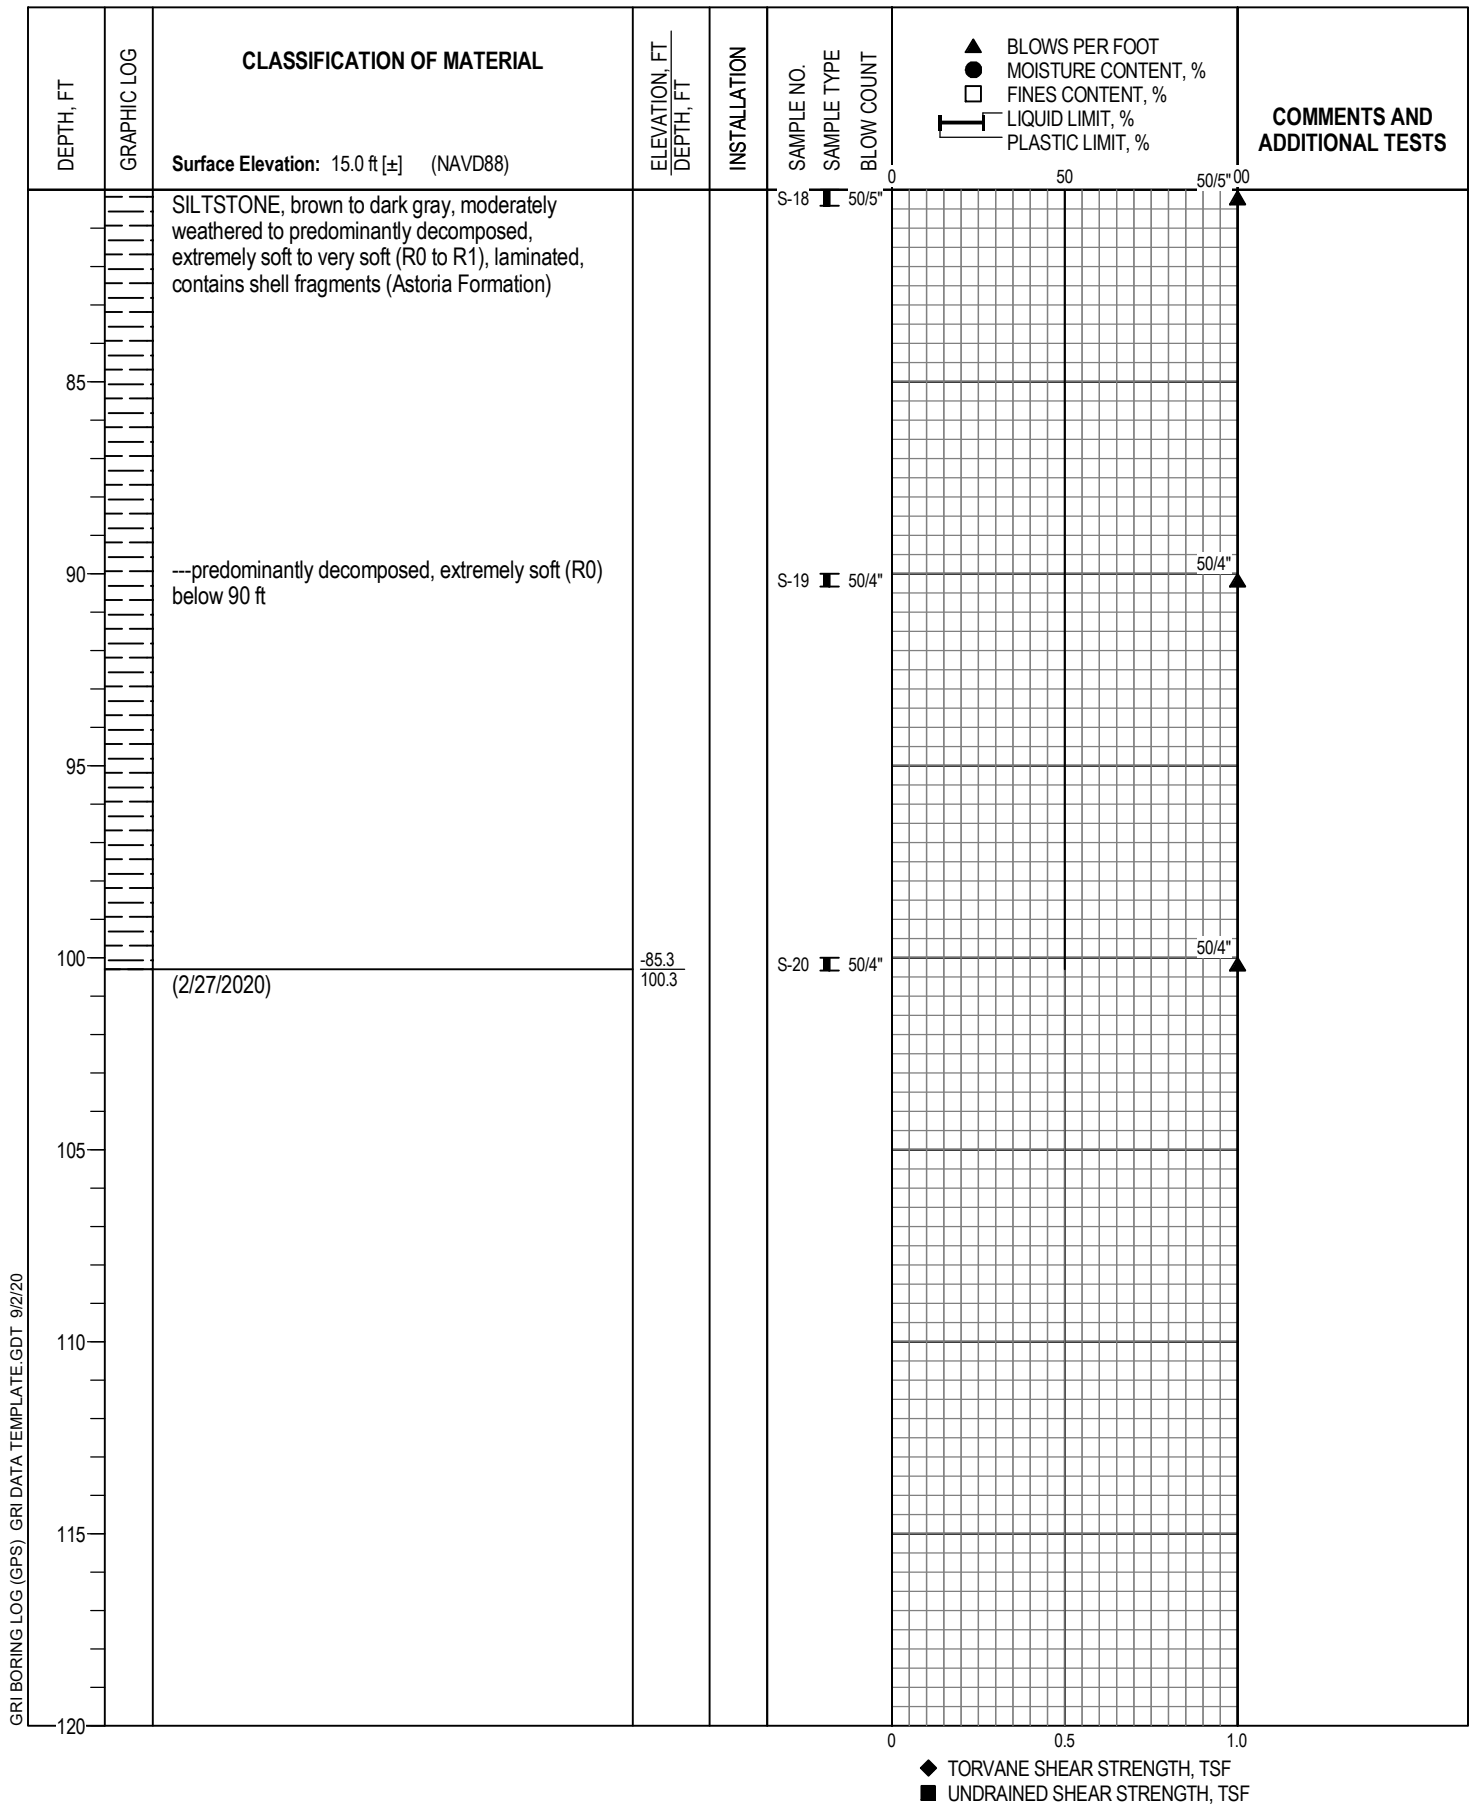 DEPTH, FT
GRAPHIC LOG
CLASSIFICATION OF MATERIAL
Surface Elevation: 15.0 ft [±] (NAVD88)
ELEVATION, FT
DEPTH, FT
INSTALLATION
SAMPLE NO.
SAMPLE TYPE
BLOW COUNT
BLOWS PER FOOT
MOISTURE CONTENT, %
FINES CONTENT, %
LIQUID LIMIT, %
PLASTIC LIMIT, %
COMMENTS AND
ADDITIONAL TESTS
0 50 50/5" 00
SILTSTONE, brown to dark gray, moderately
weathered to predominantly decomposed,
extremely soft to very soft (R0 to R1), laminated,
contains shell fragments (Astoria Formation)
S-18 50/5"
85
90
---predominantly decomposed, extremely soft (R0)
below 90 ft
S-19 50/4"
50/4"
95
100
-85.3
100.3
S-20 50/4"
50/4"
(2/27/2020)
105
110
115
120
0 0.5 1.0
TORVANE SHEAR STRENGTH, TSF
UNDRAINED SHEAR STRENGTH, TSF
GRI BORING LOG (GPS) GRI DATA TEMPLATE.GDT 9/2/20